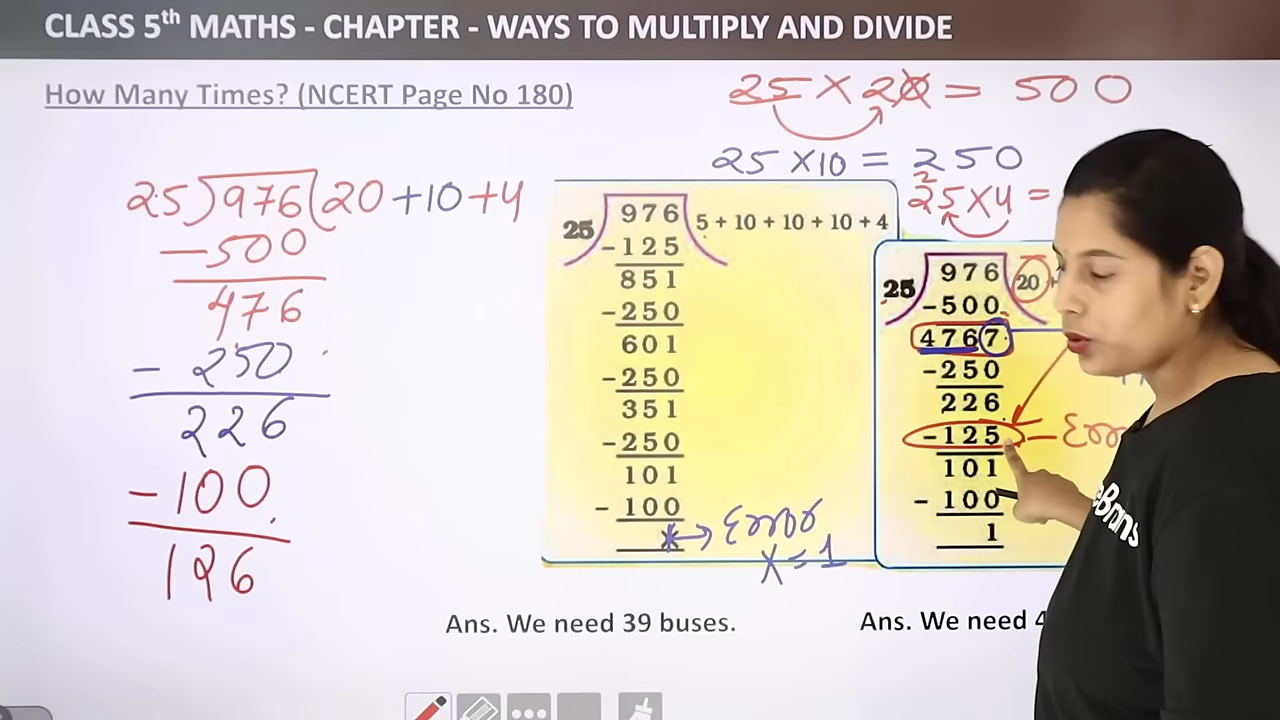 CLASS 5th MATHS - CHAPTER - WAYS TO MULTIPLY AND DIVIDE
How Many Times? (NCERT Page No 180)
25 × 20 = 500
25 × 10 = 250
2
25 × 4 =
25)976(20 + 10 + 4
-500
476
- 250
226
- 100
126
25 976 5 + 10 + 10 + 10 + 4
-125
851
-250
601
-250
351
-250
101
- 100
x → Error
x = 1
25 976 20
-500
4767
-250
226
-125 -
101
- 100
1
Ans. We need 39 buses.
Ans. We need 4